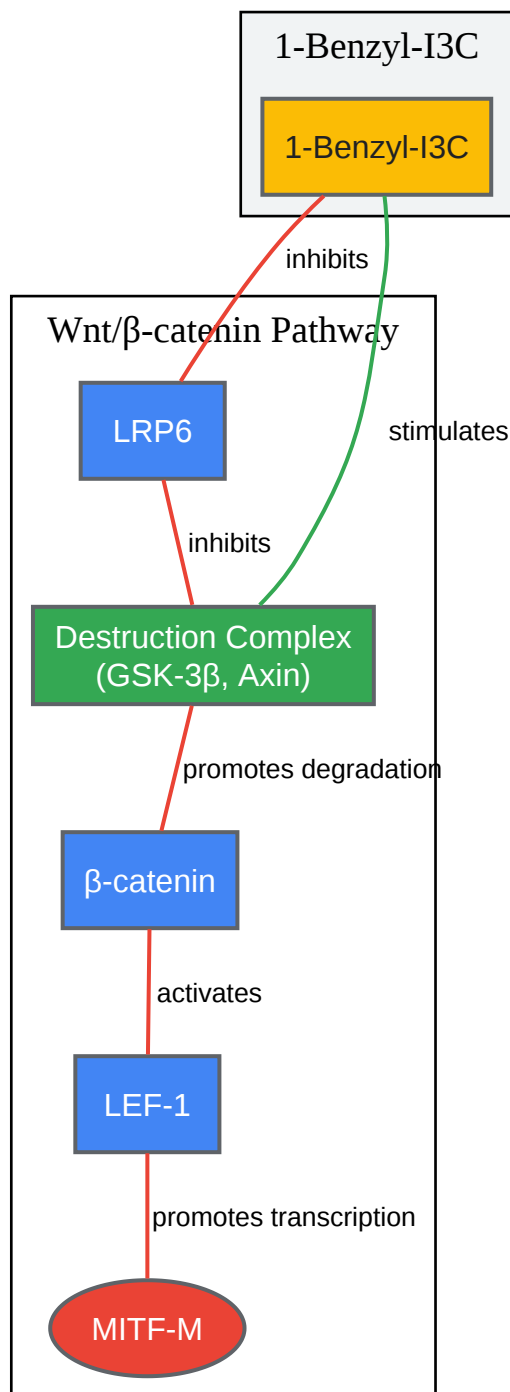 1-Benzyl-I3C
1-Benzyl-I3C
inhibits
Wnt/β-catenin Pathway
LRP6
stimulates
inhibits
Destruction Complex
(GSK-3β, Axin)
promotes degradation
β-catenin
activates
LEF-1
promotes transcription
MITF-M